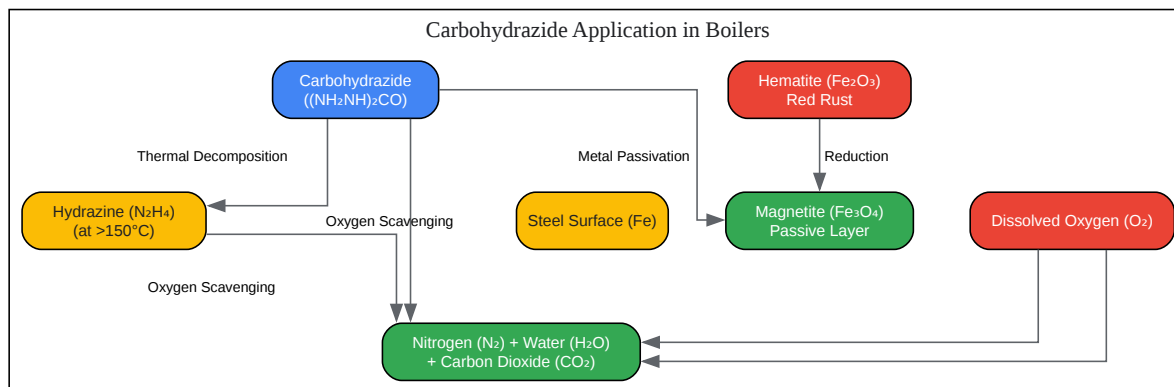 Carbohydrazide Application in Boilers
Carbohydrazide
((NH₂NH)₂CO)
Hematite (Fe₂O₃)
Red Rust
Thermal Decomposition
Metal Passivation
Reduction
Hydrazine (N₂H₄)
(at >150°C)
Oxygen Scavenging
Steel Surface (Fe)
Magnetite (Fe₃O₄)
Passive Layer
Dissolved Oxygen (O₂)
Oxygen Scavenging
Nitrogen (N₂) + Water (H₂O)
+ Carbon Dioxide (CO₂)